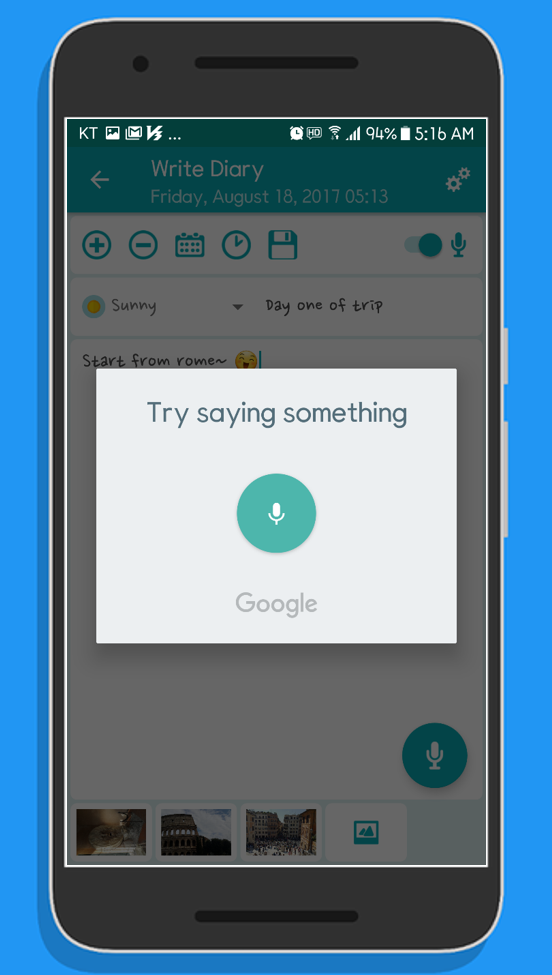 KT ... HD 94% 5:16 AM
Write Diary
Friday, August 18, 2017 05:13
Sunny Day one of trip
Start from rome~
Try saying something
Google